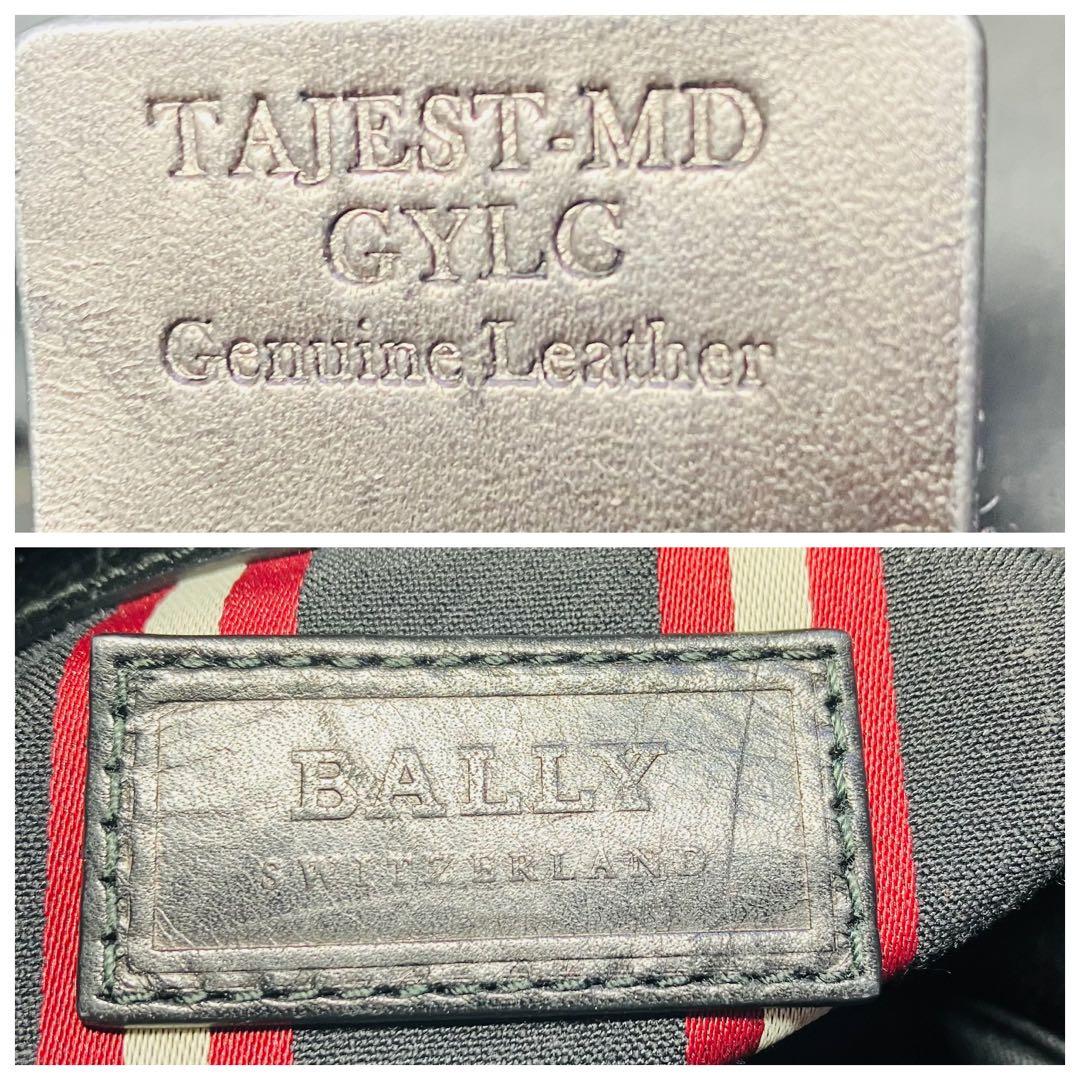 TAJEST-MD
GYLC
Genuine Leather
BALLY
SWITZERLAND